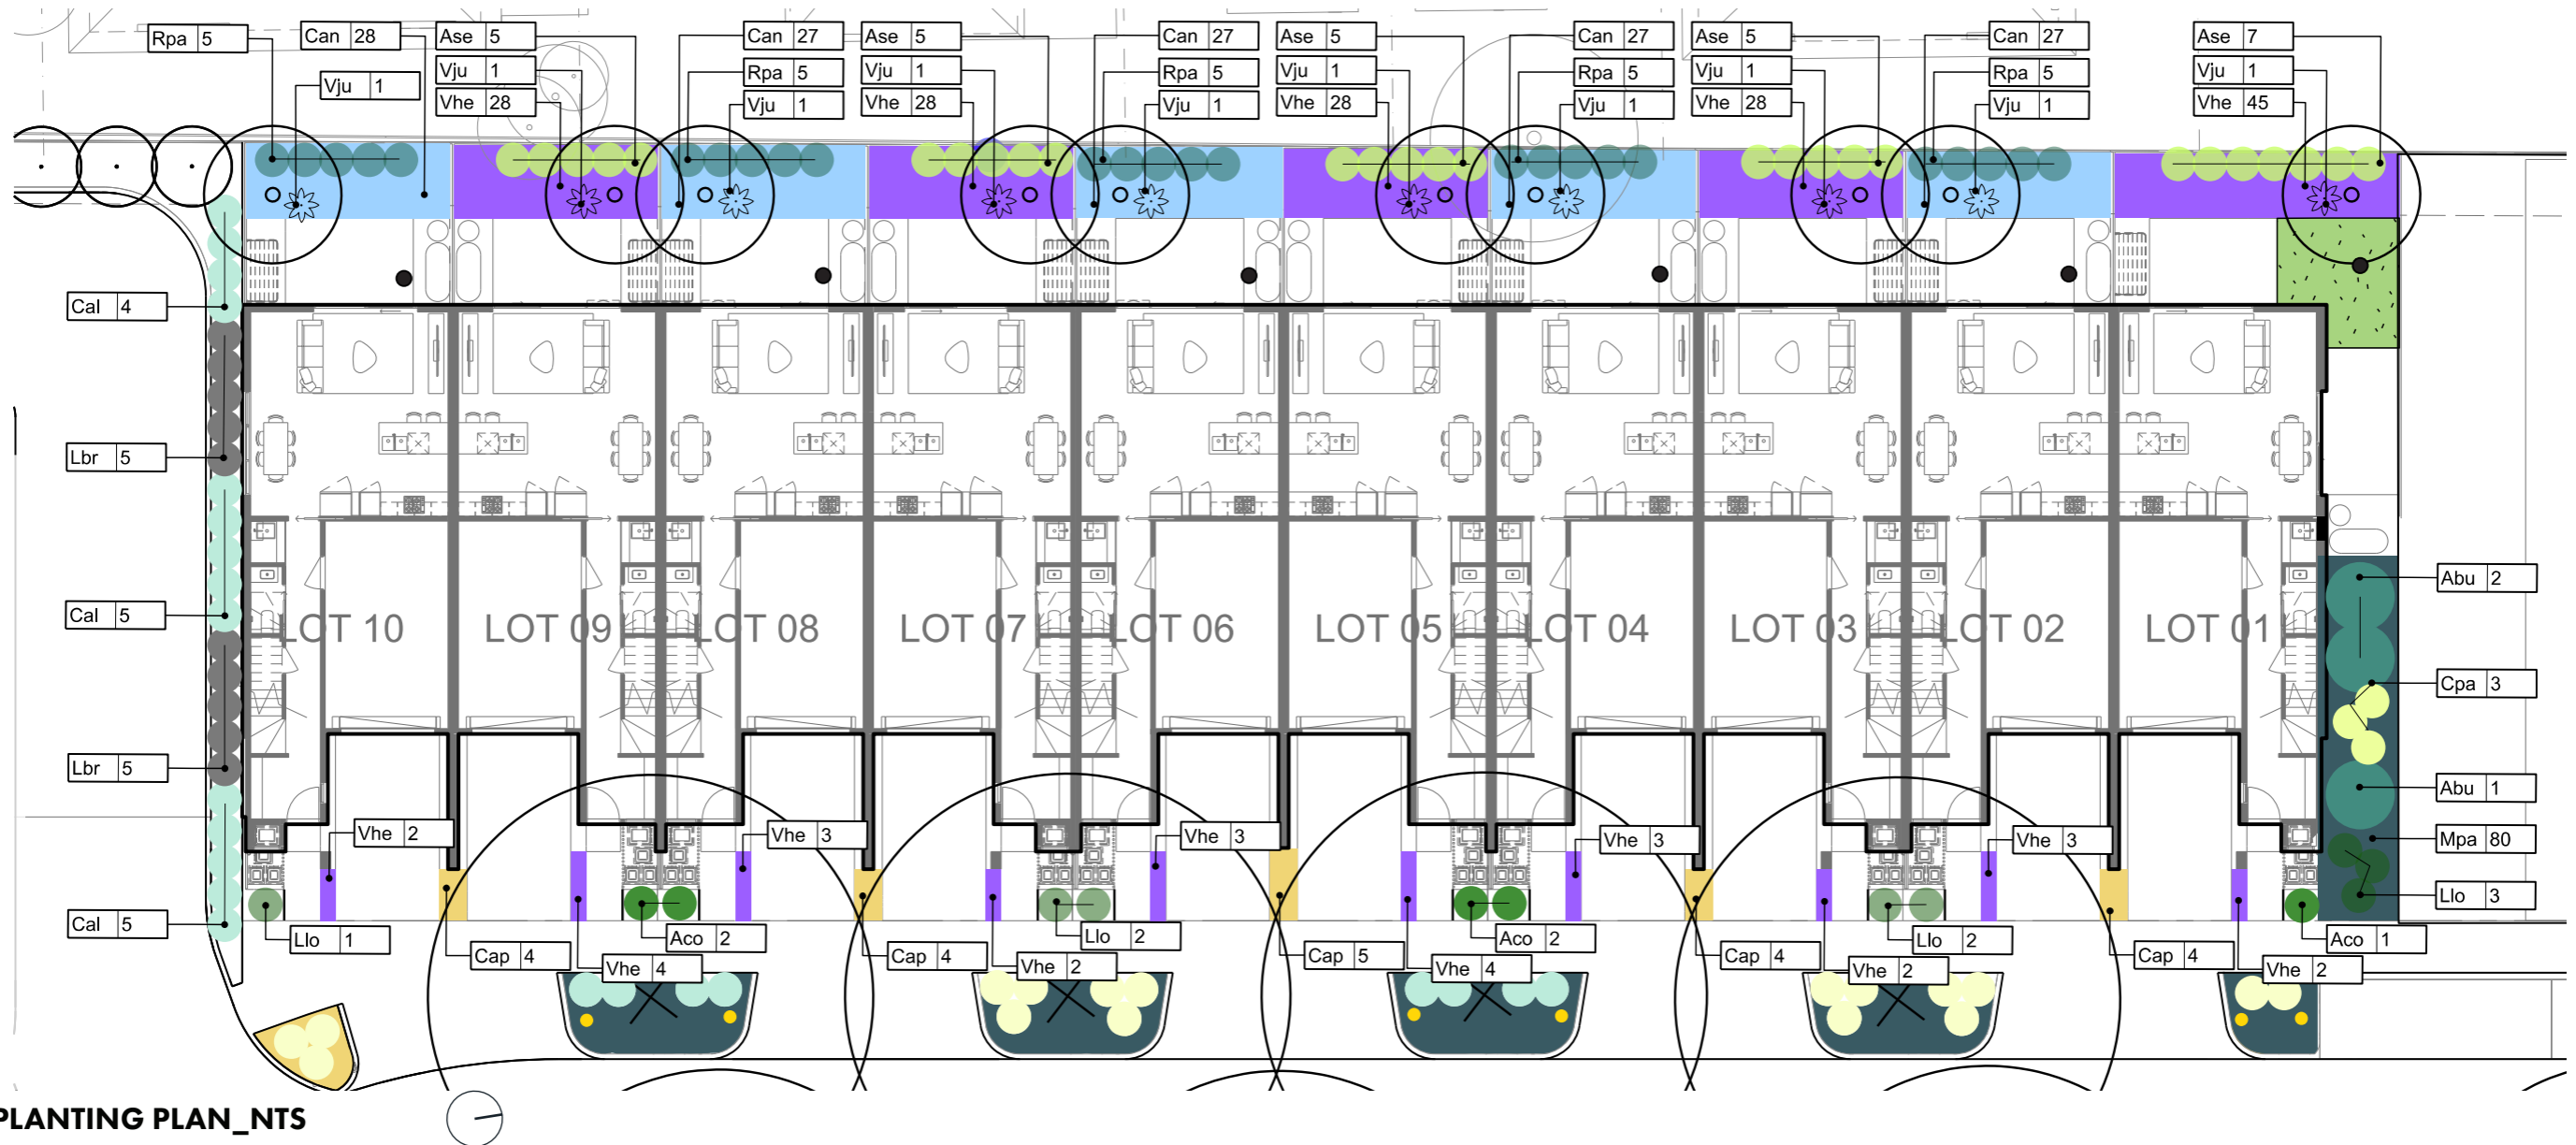 Rpa 5
Can 28
Ase 5
Can 27
Ase 5
Can 27
Ase 5
Can 27
Ase 5
Can 27
Ase 7
Vju 1
Vju 1
Rpa 5
Vju 1
Rpa 5
Vju 1
Rpa 5
Vju 1
Rpa 5
Vju 1
Vhe 28
Vju 1
Vhe 28
Vju 1
Vhe 28
Vju 1
Vhe 28
Vju 1
Vhe 45
Cal 4
Lbr 5
Cal 5
Abu 2
LOT 10
LOT 09
LOT 08
LOT 07
LOT 06
LOT 05
LOT 04
LOT 03
LOT 02
LOT 01
Cpa 3
Lbr 5
Abu 1
Vhe 2
Vhe 3
Vhe 3
Vhe 3
Vhe 3
Mpa 80
Llo 3
Cal 5
Llo 1
Aco 2
Llo 2
Aco 2
Llo 2
Aco 1
Cap 4
Vhe 4
Cap 4
Vhe 2
Cap 5
Vhe 4
Cap 4
Vhe 2
Cap 4
Vhe 2
PLANTING PLAN_NTS